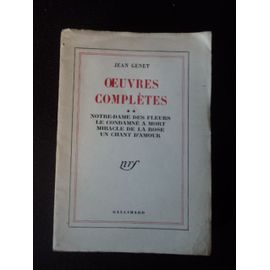 JEAN GENET
ŒUVRES
COMPLÈTES
**
NOTRE-DAME DES FLEURS
LE CONDAMNÉ A MORT
MIRACLE DE LA ROSE
UN CHANT D'AMOUR
nrf
GALLIMARD